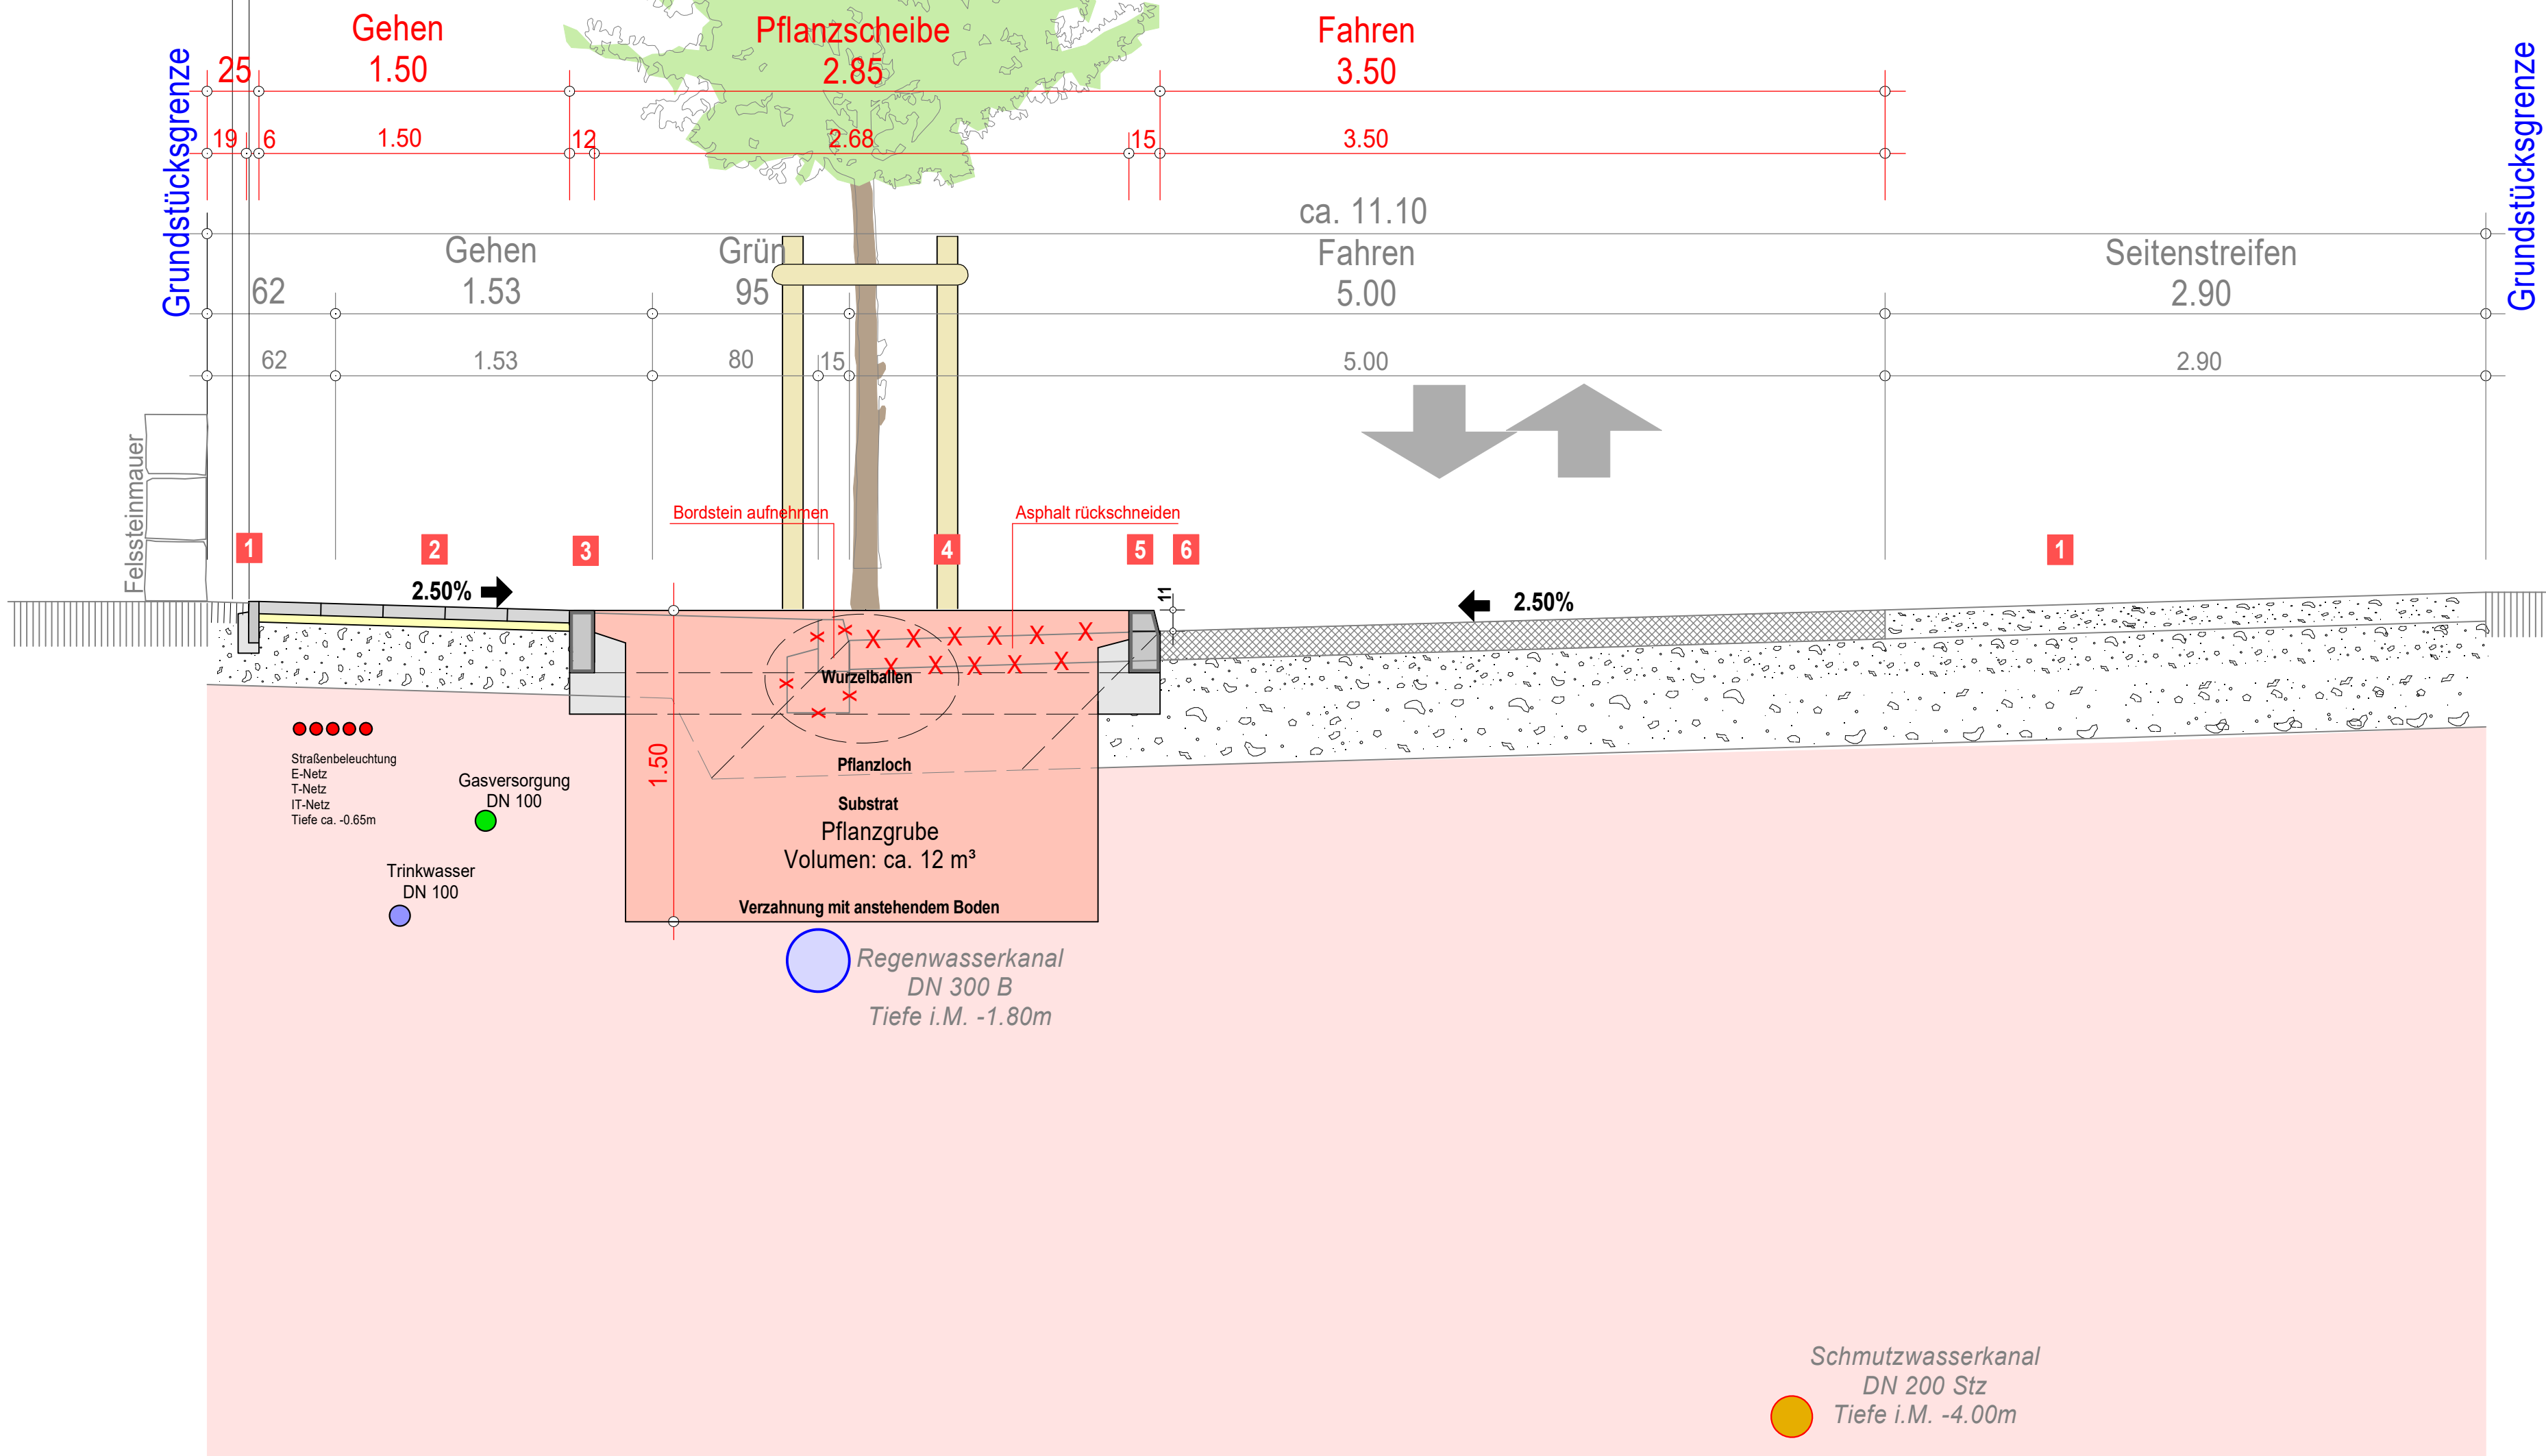 Gehen
Pflanzscheibe
Fahren
25
1.50
2.85
3.50
19
6
1.50
12
2.68
15
3.50
Grundstücksgrenze
Grundstücksgrenze
ca. 11.10
Gehen
Grün
Fahren
Seitenstreifen
62
1.53
95
5.00
2.90
62
1.53
80
15
5.00
2.90
Felssteinmauer
Bordstein aufnehmen
Asphalt rückschneiden
1
2
3
4
5
6
1
2.50%
11
2.50%
Wurzelballen
1.50
Straßenbeleuchtung
E-Netz
T-Netz
IT-Netz
Tiefe ca. -0.65m
Gasversorgung
DN 100
Trinkwasser
DN 100
Pflanzloch
Substrat
Pflanzgrube
Volumen: ca. 12 m³
Verzahnung mit anstehendem Boden
Regenwasserkanal
DN 300 B
Tiefe i.M. -1.80m
Schmutzwasserkanal
DN 200 Stz
Tiefe i.M. -4.00m